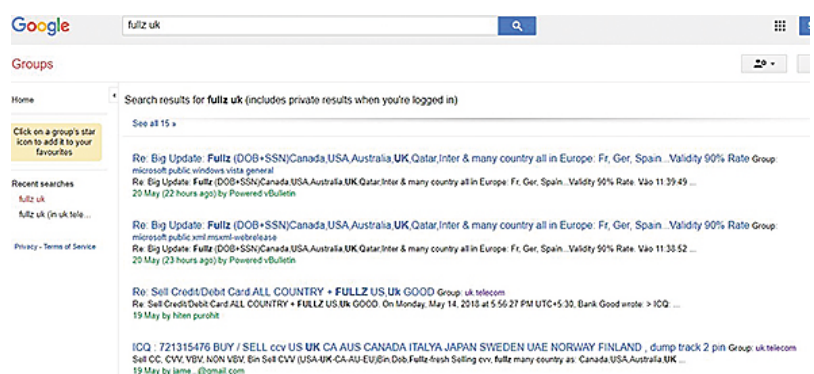 Google
fullz uk
Groups
Home
Search results for fullz uk (includes private results when you're logged in)
See all 15 »
Click on a group's star
icon to add it to your
favourites
Recent searches
fullz uk
fullz uk (in uk tele...
Privacy - Terms of Service
Re: Big Update: Fullz (DOB+SSN)Canada,USA,Australia,UK,Qatar,Inter & many country all in Europe: Fr, Ger, Spain...Validity 90% Rate Group:
microsoft.public.windows.vista.general
Re: Big Update: Fullz (DOB+SSN)Canada,USA,Australia,UK,Qatar,Inter & many country all in Europe: Fr, Ger, Spain...Validity 90% Rate. Vào 11:39:49 ...
20 May (22 hours ago) by Powered vBulletin
Re: Big Update: Fullz (DOB+SSN)Canada,USA,Australia,UK,Qatar,Inter & many country all in Europe: Fr, Ger, Spain...Validity 90% Rate Group:
microsoft.public.xml.msxml-webrelease
Re: Big Update: Fullz (DOB+SSN)Canada,USA,Australia,UK,Qatar,Inter & many country all in Europe: Fr, Ger, Spain...Validity 90% Rate. Vào 11:38:52 ...
20 May (23 hours ago) by Powered vBulletin
Re: Sell Credit/Debit Card ALL COUNTRY + FULLZ US,Uk GOOD Group: uk.telecom
Re: Sell Credit/Debit Card ALL COUNTRY + FULLZ US,Uk GOOD. On Monday, May 14, 2018 at 5:56:27 PM UTC+5:30, Bank Good wrote: > ICQ: ...
19 May by hiten purohit
ICQ : 721315476 BUY / SELL ccv US UK CA AUS CANADA ITALYA JAPAN SWEDEN UAE NORWAY FINLAND , dump track 2 pin Group: uk.telecom
Sell CC, CVV, VBV, NON VBV, Bin Sell CVV (USA-UK-CA-AU-EU)Bin,Dob,Fullz-fresh Selling cvv, fullz many country as: Canada,USA,Australia,UK ...
19 May by jame...@gmail.com